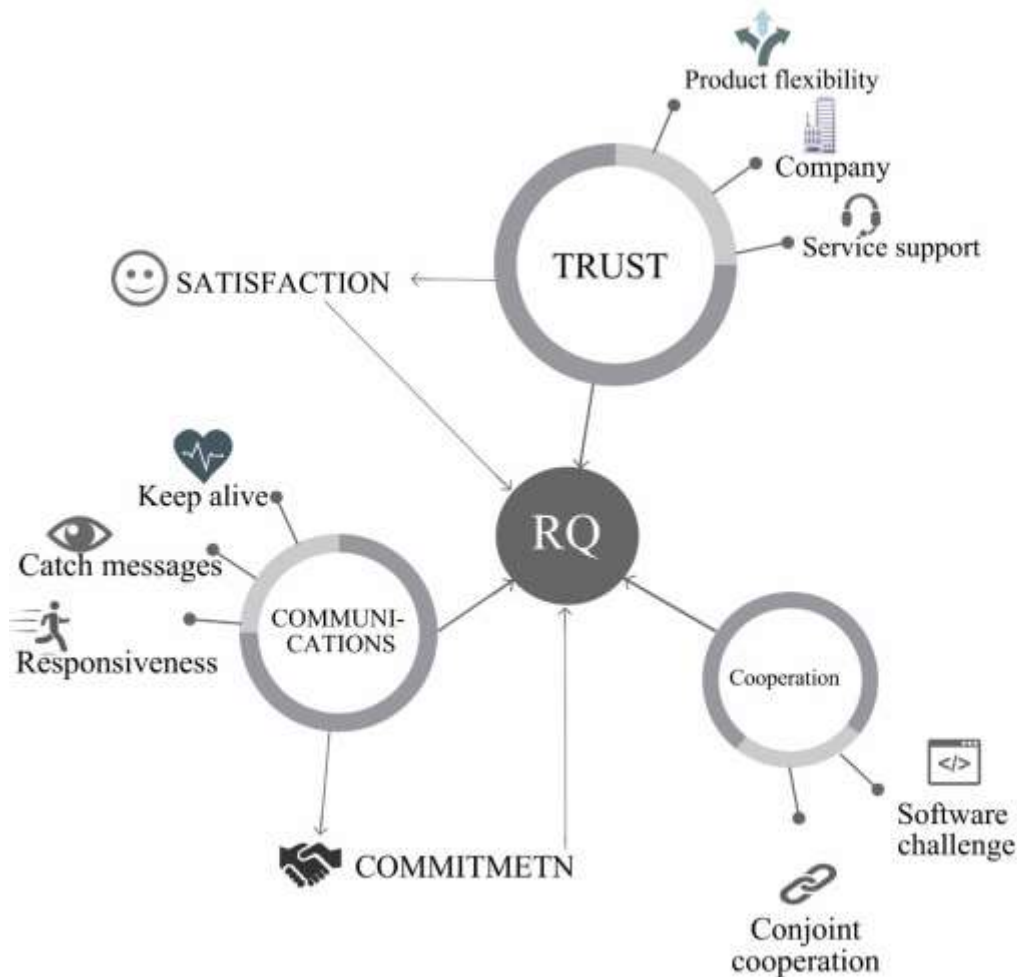 Product flexibility
Company
Service support
TRUST
SATISFACTION
RQ
Keep alive
Catch messages
Responsiveness
COMMUNI-
CATIONS
Cooperation
</>
Software
challenge
COMMITMETN
Conjoint
cooperation